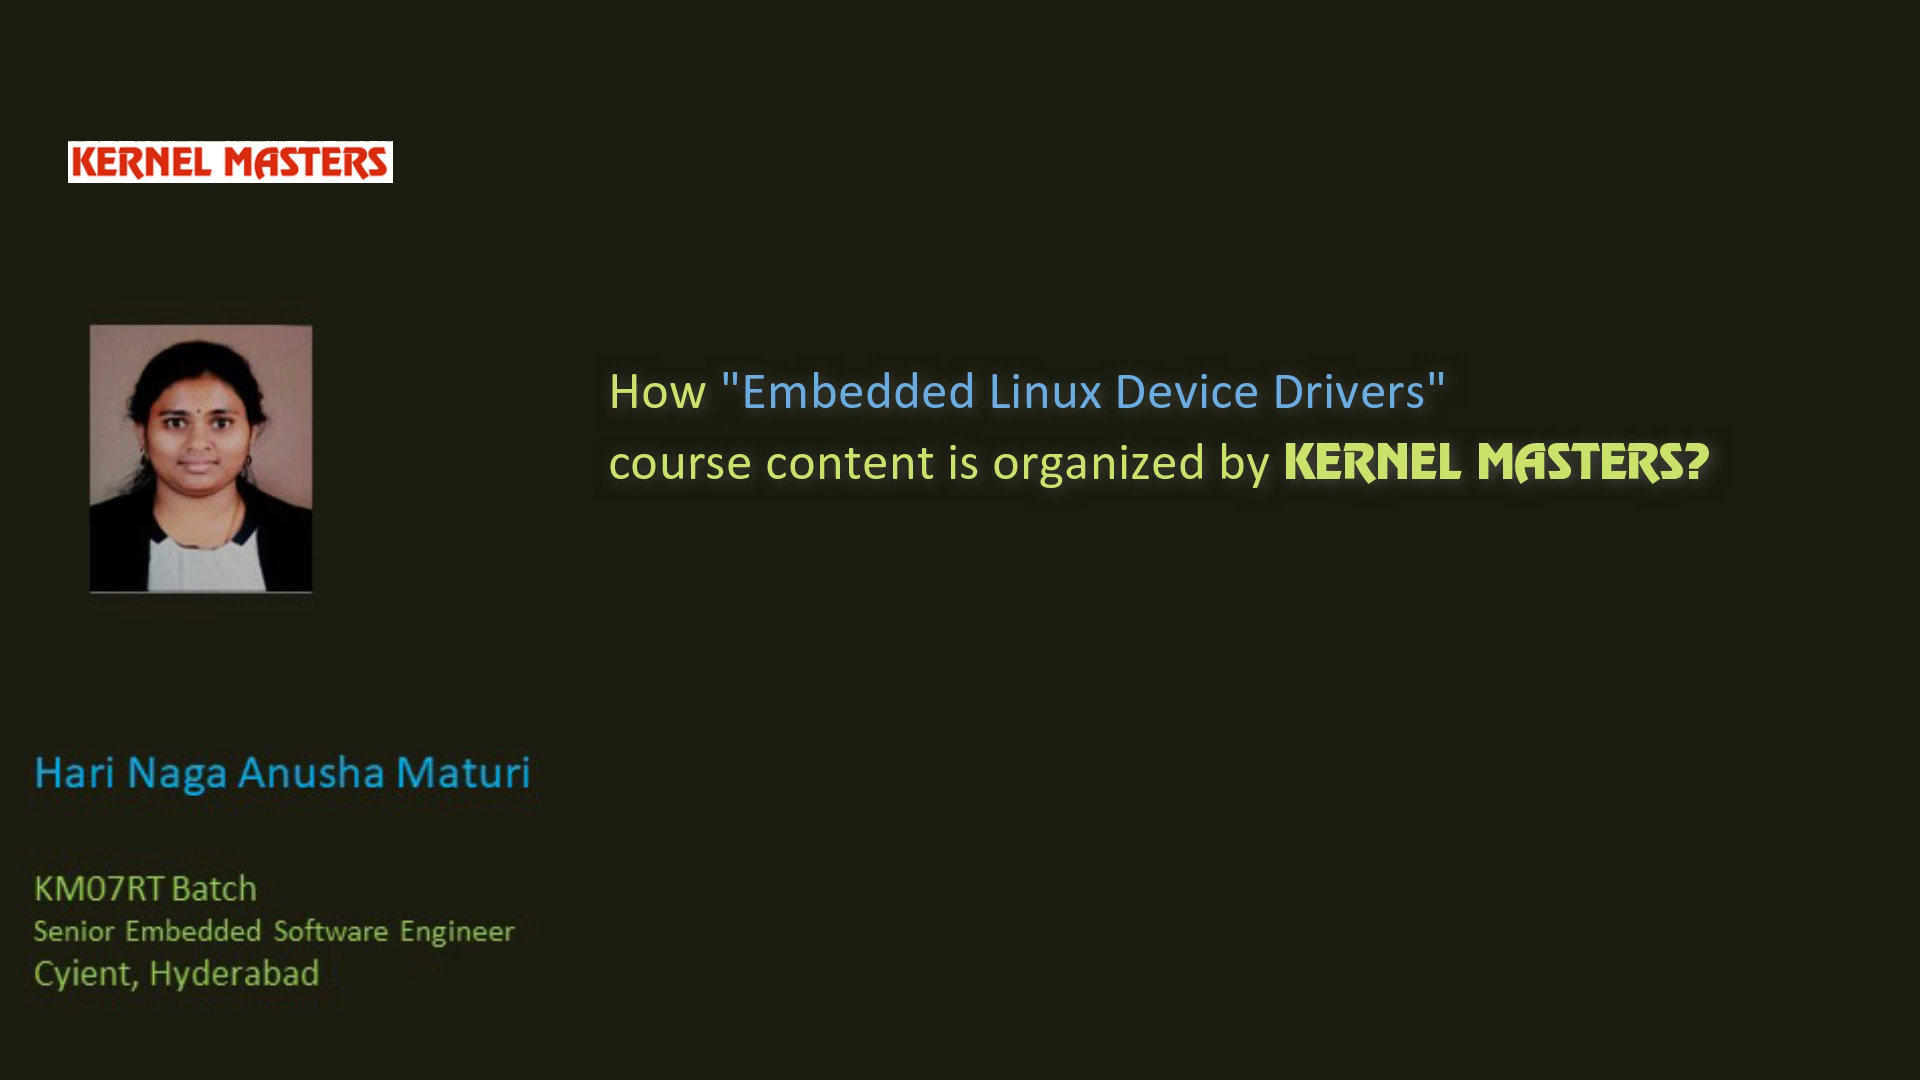 KERNEL MASTERS
How "Embedded Linux Device Drivers"
course content is organized by KERNEL MASTERS?
Hari Naga Anusha Maturi
KM07RT Batch
Senior Embedded Software Engineer
Cyient, Hyderabad